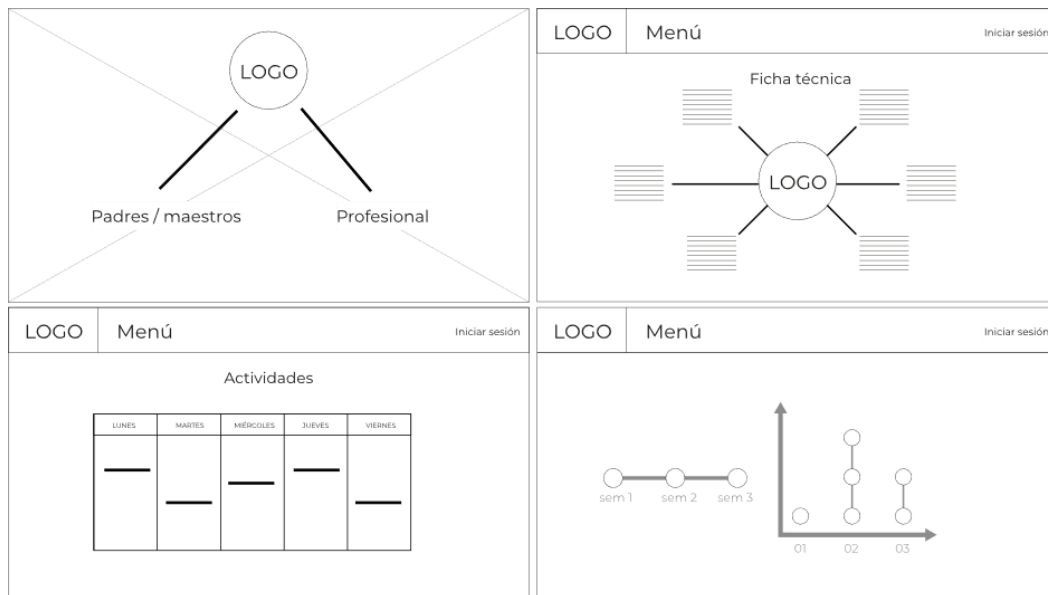 LOGO
Padres / maestros
Profesional
LOGO
Menú
Iniciar sesión
Ficha técnica
LOGO
LOGO
Menú
Iniciar sesión
Actividades
LUNES
MARTES
MIÉRCOLES
JUEVES
VIERNES
LOGO
Menú
Iniciar sesión
sem 1
sem 2
sem 3
01
02
03